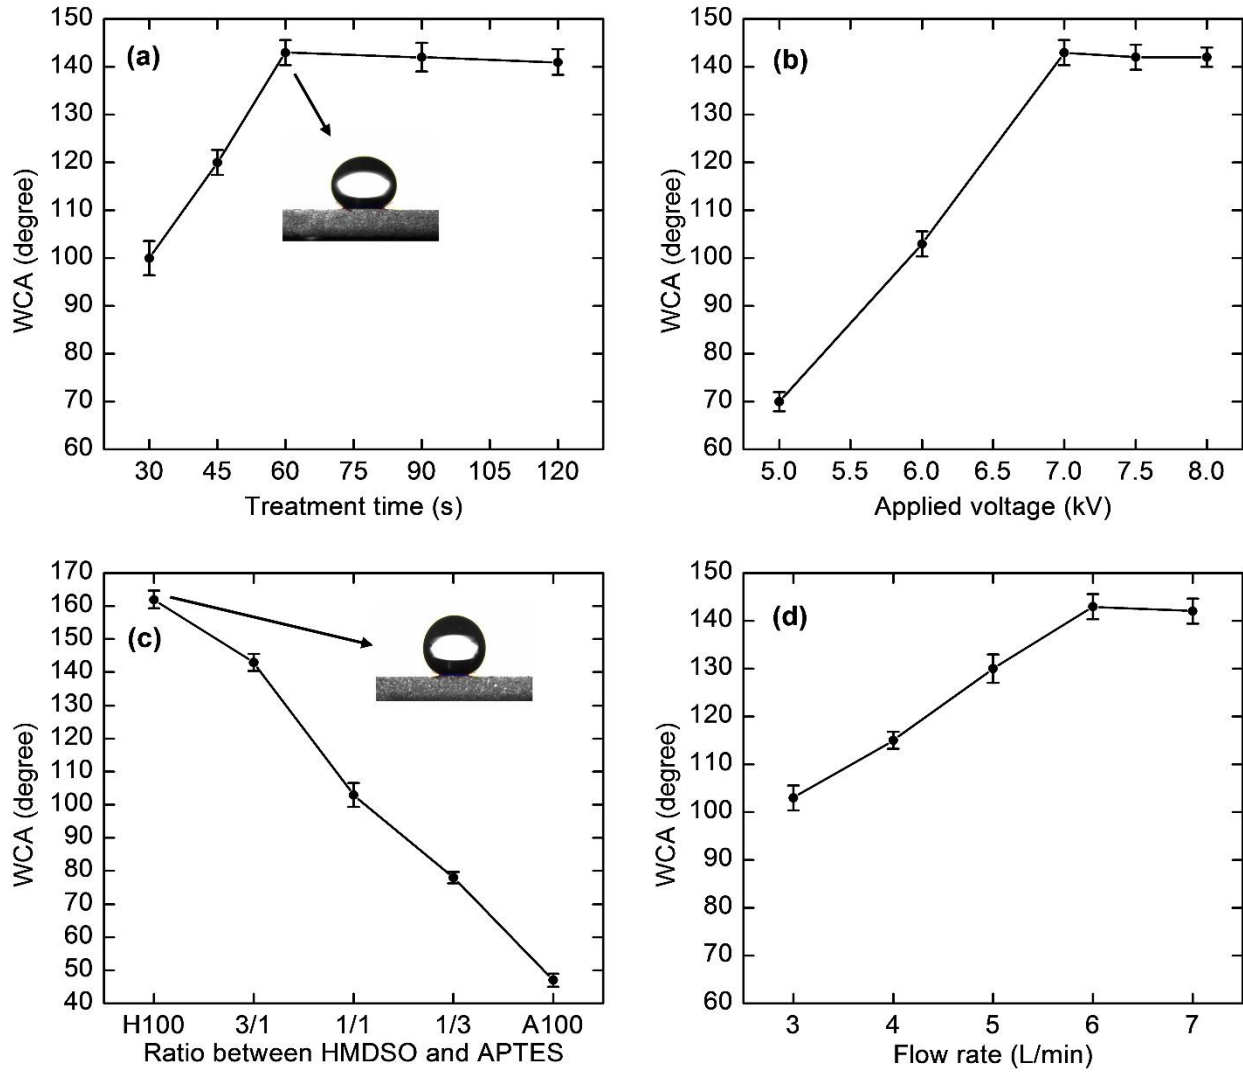 (a)
WCA (degree)
150
140
130
120
110
100
90
80
70
60
30 45 60 75 90 105 120
Treatment time (s)
(b)
WCA (degree)
150
140
130
120
110
100
90
80
70
60
5.0 5.5 6.0 6.5 7.0 7.5 8.0
Applied voltage (kV)
(c)
WCA (degree)
170
160
150
140
130
120
110
100
90
80
70
60
50
40
H100 3/1 1/1 1/3 A100
Ratio between HMDSO and APTES
(d)
WCA (degree)
150
140
130
120
110
100
90
80
70
60
3 4 5 6 7
Flow rate (L/min)